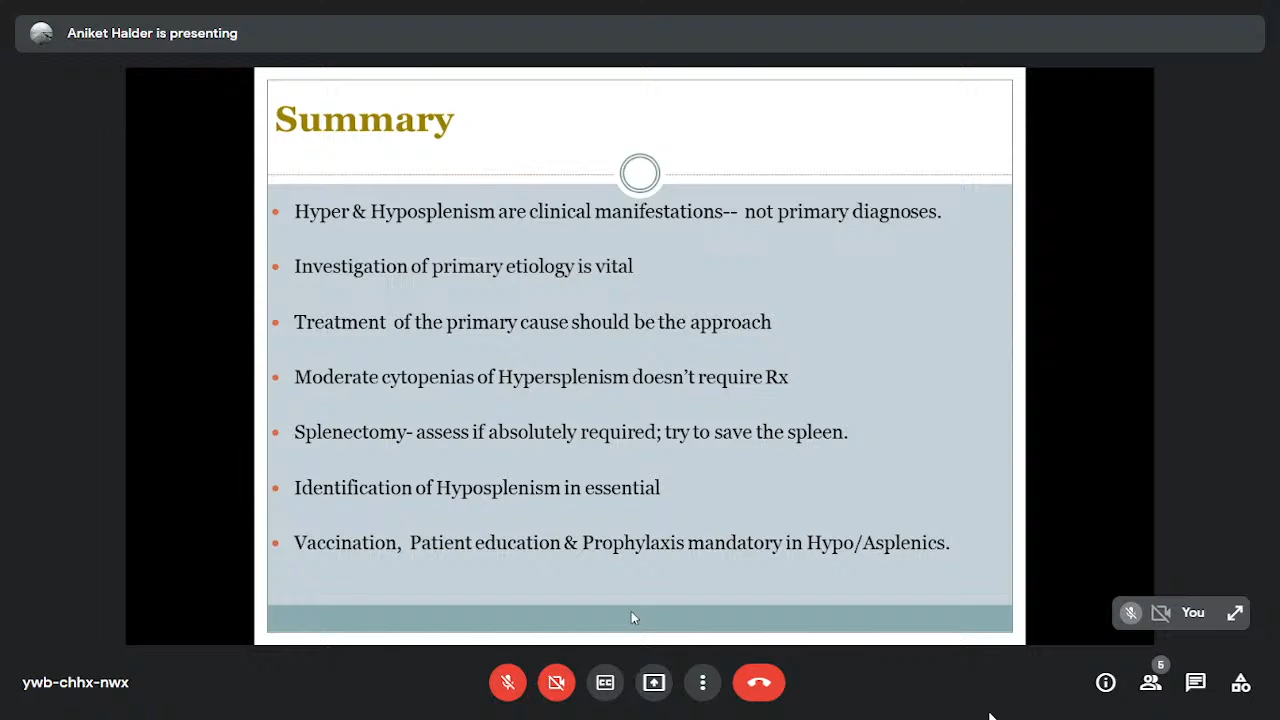 Aniket Halder is presenting
Summary
• Hyper & Hyposplenism are clinical manifestations-- not primary diagnoses.
• Investigation of primary etiology is vital
• Treatment of the primary cause should be the approach
• Moderate cytopenias of Hypersplenism doesn't require Rx
• Splenectomy- assess if absolutely required; try to save the spleen.
• Identification of Hyposplenism in essential
• Vaccination, Patient education & Prophylaxis mandatory in Hypo/Asplenics.
You
5
ywb-chhx-nwx
CC